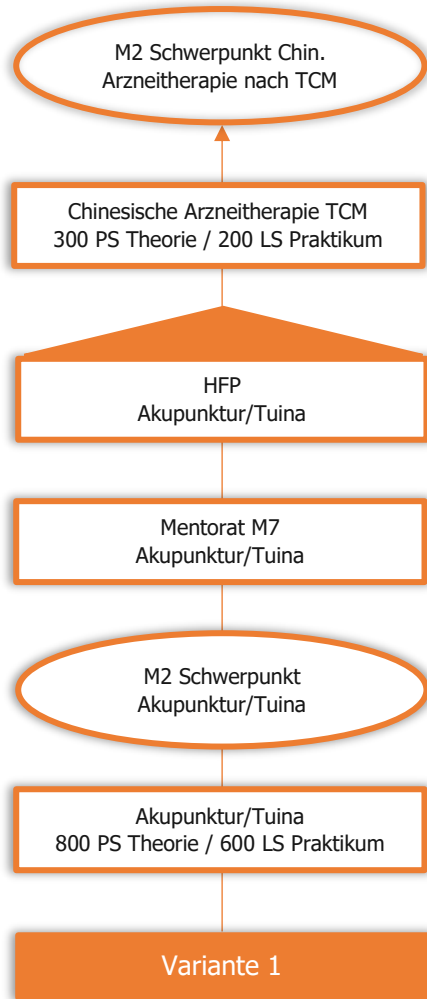 M2 Schwerpunkt Chin.
Arzneitherapie nach TCM
Chinesische Arzneitherapie TCM
300 PS Theorie / 200 LS Praktikum
HFP
Akupunktur/Tuina
Mentorat M7
Akupunktur/Tuina
M2 Schwerpunkt
Akupunktur/Tuina
Akupunktur/Tuina
800 PS Theorie / 600 LS Praktikum
Variante 1